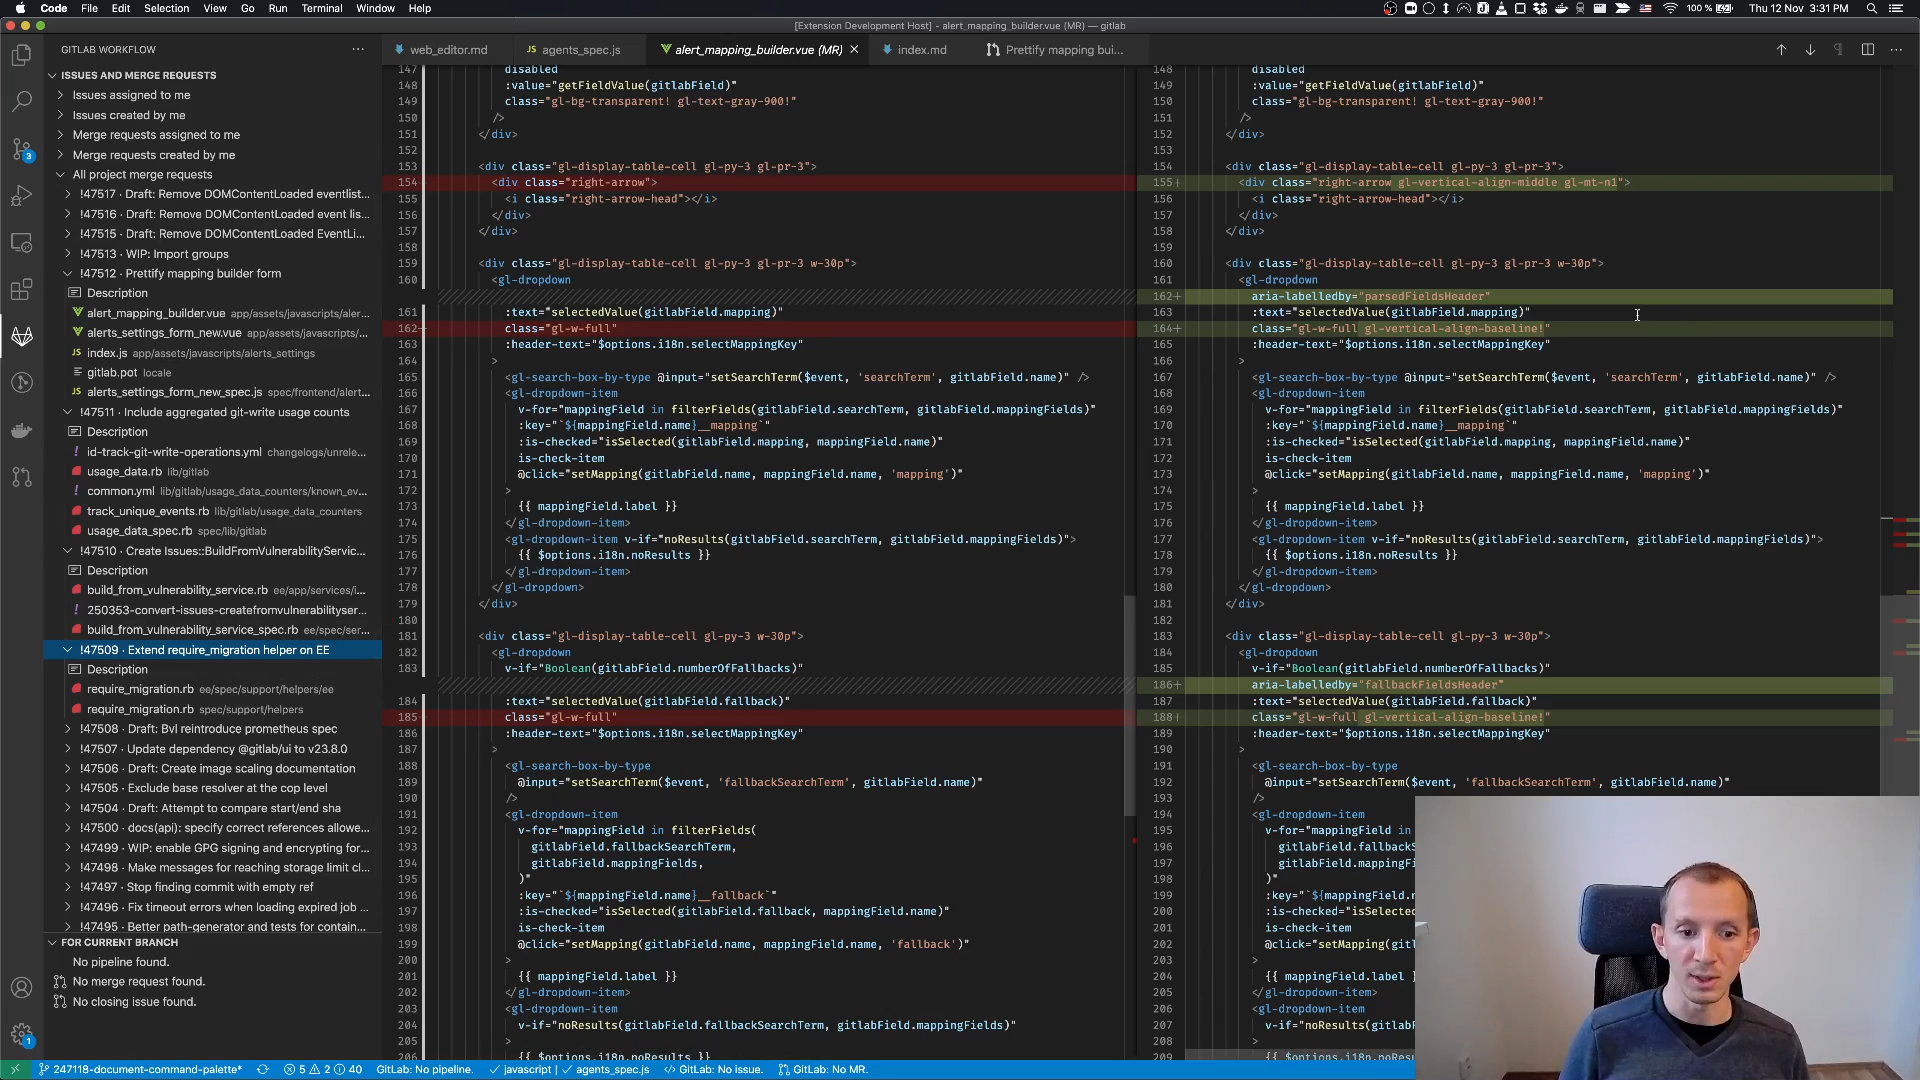 Code File Edit Selection View Go Run Terminal Window Help
100 % Thu 12 Nov 3:31 PM
[Extension Development Host] - alert_mapping_builder.vue (MR) — gitlab
GITLAB WORKFLOW
web_editor.md
agents_spec.js
alert_mapping_builder.vue (MR)
index.md
Prettify mapping bui...
ISSUES AND MERGE REQUESTS
Issues assigned to me
Issues created by me
Merge requests assigned to me
Merge requests created by me
All project merge requests
!47517 · Draft: Remove DOMContentLoaded eventlist...
!47516 · Draft: Remove DOMContentLoaded event lis...
!47515 · Draft: Remove DOMContentLoaded EventLi...
!47513 · WIP: Import groups
!47512 · Prettify mapping builder form
Description
alert_mapping_builder.vue app/assets/javascripts/aler...
alerts_settings_form_new.vue app/assets/javascripts/...
index.js app/assets/javascripts/alerts_settings
gitlab.pot locale
alerts_settings_form_new_spec.js spec/frontend/alert...
!47511 · Include aggregated git-write usage counts
Description
id-track-git-write-operations.yml changelogs/unrele...
usage_data.rb lib/gitlab
common.yml lib/gitlab/usage_data_counters/known_ev...
track_unique_events.rb lib/gitlab/usage_data_counters
usage_data_spec.rb spec/lib/gitlab
!47510 · Create Issues::BuildFromVulnerabilityServic...
Description
build_from_vulnerability_service.rb ee/app/services/i...
250353-convert-issues-createfromvulnerabilityser...
build_from_vulnerability_service_spec.rb ee/spec/ser...
!47509 · Extend require_migration helper on EE
Description
require_migration.rb ee/spec/support/helpers/ee
require_migration.rb spec/support/helpers
!47508 · Draft: Bvl reintroduce prometheus spec
!47507 · Update dependency @gitlab/ui to v23.8.0
!47506 · Draft: Create image scaling documentation
!47505 · Exclude base resolver at the cop level
!47504 · Draft: Attempt to compare start/end sha
!47500 · docs(api): specify correct references allowe...
!47499 · WIP: enable GPG signing and encrypting for...
!47498 · Make messages for reaching storage limit cl...
!47497 · Stop finding commit with empty ref
!47496 · Fix timeout errors when loading expired job ...
!47495 · Better path-generator and tests for contain...
FOR CURRENT BRANCH
No pipeline found.
No merge request found.
No closing issue found.
147 disabled
148 :value="getFieldValue(gitlabField)"
149 class="gl-bg-transparent! gl-text-gray-900!"
150 />
151 </div>
152
153 <div class="gl-display-table-cell gl-py-3 gl-pr-3">
154 <div class="right-arrow">
155 <i class="right-arrow-head"></i>
156 </div>
157 </div>
158
159 <div class="gl-display-table-cell gl-py-3 gl-pr-3 w-30p">
160 <gl-dropdown
161 :text="selectedValue(gitlabField.mapping)"
162 class="gl-w-full"
163 :header-text="$options.i18n.selectMappingKey"
164 >
165 <gl-search-box-by-type @input="setSearchTerm($event, 'searchTerm', gitlabField.name)" />
166 <gl-dropdown-item
167 v-for="mappingField in filterFields(gitlabField.searchTerm, gitlabField.mappingFields)"
168 :key="`${mappingField.name}__mapping`"
169 :is-checked="isSelected(gitlabField.mapping, mappingField.name)"
170 is-check-item
171 @click="setMapping(gitlabField.name, mappingField.name, 'mapping')"
172 >
173 {{ mappingField.label }}
174 </gl-dropdown-item>
175 <gl-dropdown-item v-if="noResults(gitlabField.searchTerm, gitlabField.mappingFields)">
176 {{ $options.i18n.noResults }}
177 </gl-dropdown-item>
178 </gl-dropdown>
179 </div>
180
181 <div class="gl-display-table-cell gl-py-3 w-30p">
182 <gl-dropdown
183 v-if="Boolean(gitlabField.numberOfFallbacks)"
184 :text="selectedValue(gitlabField.fallback)"
185 class="gl-w-full"
186 :header-text="$options.i18n.selectMappingKey"
187 >
188 <gl-search-box-by-type
189 @input="setSearchTerm($event, 'fallbackSearchTerm', gitlabField.name)"
190 />
191 <gl-dropdown-item
192 v-for="mappingField in filterFields(
193 gitlabField.fallbackSearchTerm,
194 gitlabField.mappingFields,
195 )"
196 :key="`${mappingField.name}__fallback`"
197 :is-checked="isSelected(gitlabField.fallback, mappingField.name)"
198 is-check-item
199 @click="setMapping(gitlabField.name, mappingField.name, 'fallback')"
200 >
201 {{ mappingField.label }}
202 </gl-dropdown-item>
203 <gl-dropdown-item
204 v-if="noResults(gitlabField.fallbackSearchTerm, gitlabField.mappingFields)"
205 >
206 {{ $options.i18n.noResults }}
148 disabled
149 :value="getFieldValue(gitlabField)"
150 class="gl-bg-transparent! gl-text-gray-900!"
151 />
152 </div>
153
154 <div class="gl-display-table-cell gl-py-3 gl-pr-3">
155+ <div class="right-arrow gl-vertical-align-middle gl-mt-n1">
156 <i class="right-arrow-head"></i>
157 </div>
158 </div>
159
160 <div class="gl-display-table-cell gl-py-3 gl-pr-3 w-30p">
161 <gl-dropdown
162+ aria-labelledby="parsedFieldsHeader"
163 :text="selectedValue(gitlabField.mapping)"
164+ class="gl-w-full gl-vertical-align-baseline!"
165 :header-text="$options.i18n.selectMappingKey"
166 >
167 <gl-search-box-by-type @input="setSearchTerm($event, 'searchTerm', gitlabField.name)" />
168 <gl-dropdown-item
169 v-for="mappingField in filterFields(gitlabField.searchTerm, gitlabField.mappingFields)"
170 :key="`${mappingField.name}__mapping`"
171 :is-checked="isSelected(gitlabField.mapping, mappingField.name)"
172 is-check-item
173 @click="setMapping(gitlabField.name, mappingField.name, 'mapping')"
174 >
175 {{ mappingField.label }}
176 </gl-dropdown-item>
177 <gl-dropdown-item v-if="noResults(gitlabField.searchTerm, gitlabField.mappingFields)">
178 {{ $options.i18n.noResults }}
179 </gl-dropdown-item>
180 </gl-dropdown>
181 </div>
182
183 <div class="gl-display-table-cell gl-py-3 w-30p">
184 <gl-dropdown
185 v-if="Boolean(gitlabField.numberOfFallbacks)"
186+ aria-labelledby="fallbackFieldsHeader"
187 :text="selectedValue(gitlabField.fallback)"
188+ class="gl-w-full gl-vertical-align-baseline!"
189 :header-text="$options.i18n.selectMappingKey"
190 >
191 <gl-search-box-by-type
192 @input="setSearchTerm($event, 'fallbackSearchTerm', gitlabField.name)"
193 />
194 <gl-dropdown-item
195 v-for="mappingField in
196 gitlabField.fallbackS
197 gitlabField.mappingFi
198 )"
199 :key="`${mappingField.n
200 :is-checked="isSelected
201 is-check-item
202 @click="setMapping(gitl
203 >
204 {{ mappingField.label
205 </gl-dropdown-item>
206 <gl-dropdown-item
207 v-if="noResults(gitlabF
208 >
209 {{ $options.i18n.noResu
3
1
247118-document-command-palette* 5 2 40 GitLab: No pipeline. javascript | agents_spec.js GitLab: No issue. GitLab: No MR.